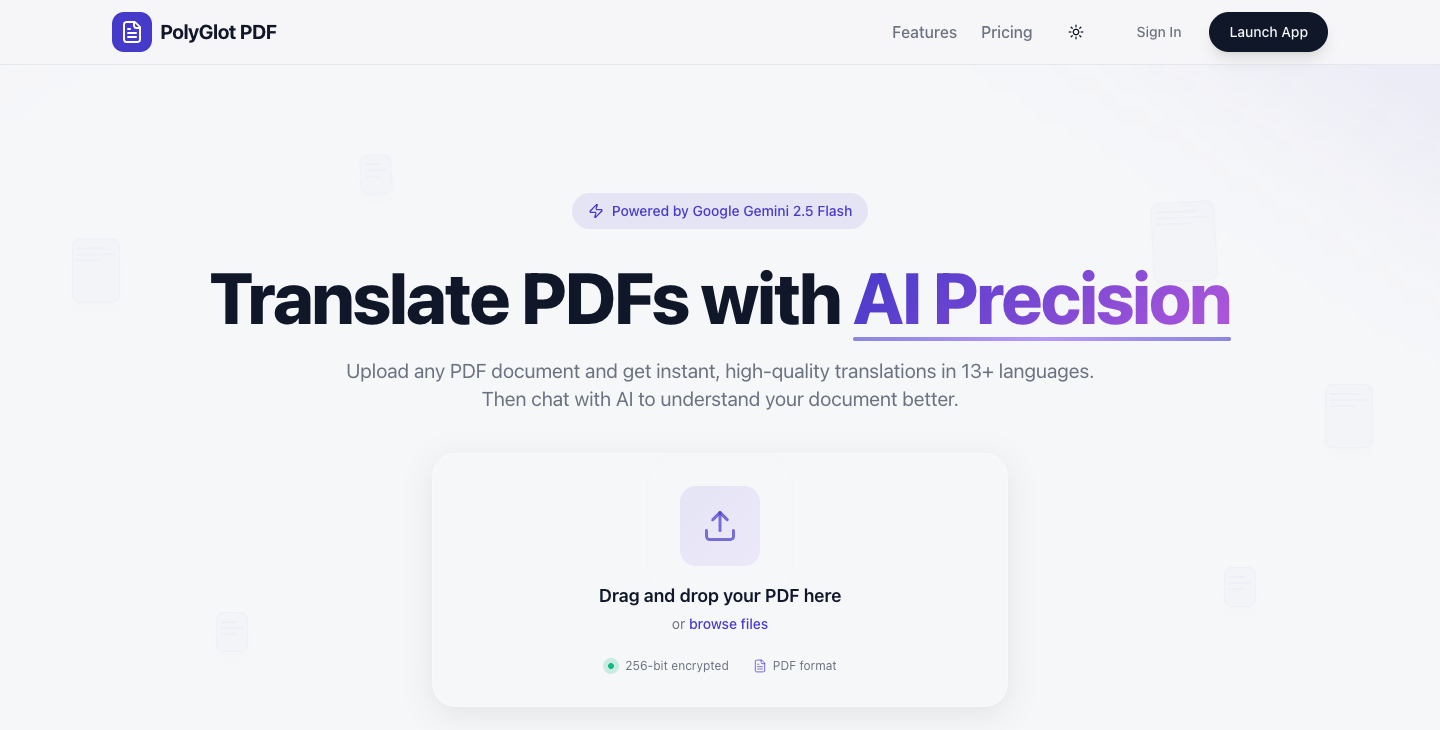 PolyGlot PDF
Features
Pricing
Sign In
Launch App
Powered by Google Gemini 2.5 Flash
Translate PDFs with AI Precision
Upload any PDF document and get instant, high-quality translations in 13+ languages.
Then chat with AI to understand your document better.
Drag and drop your PDF here
or browse files
256-bit encrypted
PDF format